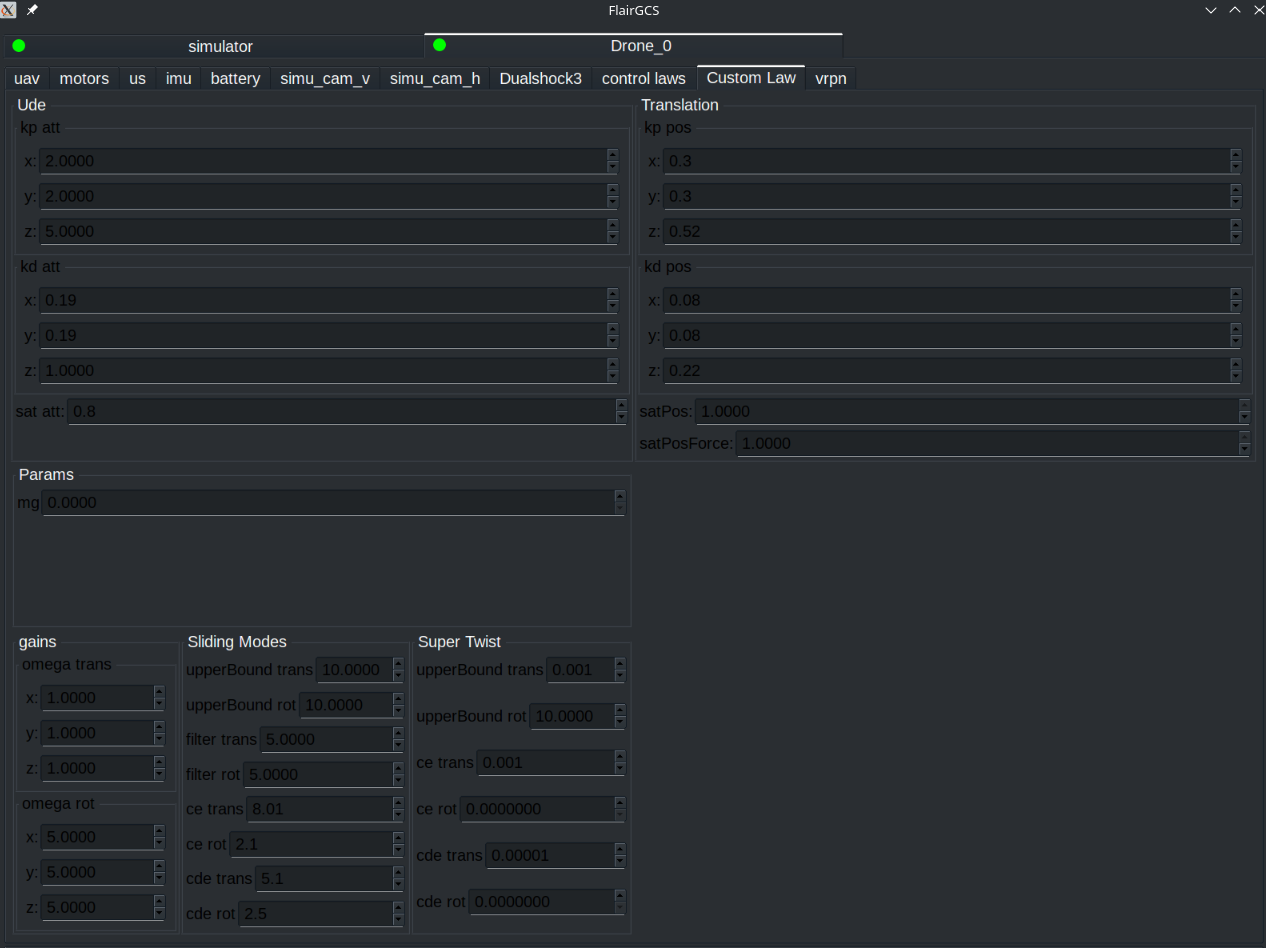 FlairGCS
simulator Drone_0
uav motors us imu battery simu_cam_v simu_cam_h Dualshock3 control laws Custom Law vrpn
Ude
kp att
x: 2.0000
y: 2.0000
z: 5.0000
kd att
x: 0.19
y: 0.19
z: 1.0000
sat att: 0.8
Translation
kp pos
x: 0.3
y: 0.3
z: 0.52
kd pos
x: 0.08
y: 0.08
z: 0.22
satPos: 1.0000
satPosForce: 1.0000
Params
mg 0.0000
gains
omega trans
x: 1.0000
y: 1.0000
z: 1.0000
omega rot
x: 5.0000
y: 5.0000
z: 5.0000
Sliding Modes
upperBound trans 10.0000
upperBound rot 10.0000
filter trans 5.0000
filter rot 5.0000
ce trans 8.01
ce rot 2.1
cde trans 5.1
cde rot 2.5
Super Twist
upperBound trans 0.001
upperBound rot 10.0000
ce trans 0.001
ce rot 0.0000000
cde trans 0.00001
cde rot 0.0000000